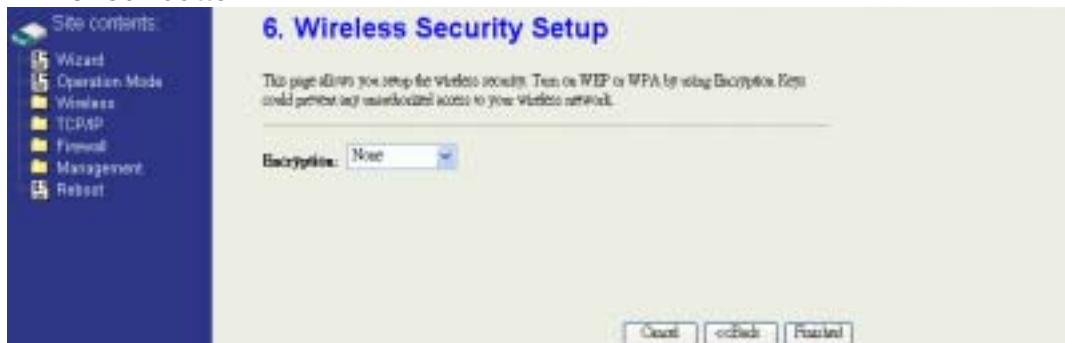 Site contents:
Wizard
Operation Mode
Wireless
TCP/IP
Firewall
Management
Reboot
6. Wireless Security Setup
This page allows you setup the wireless security. Turn on WEP or WPA by using Encryption Keys
could prevent any unauthorized access to your wireless network.
Encryption: None
Cancel <<Back Finished